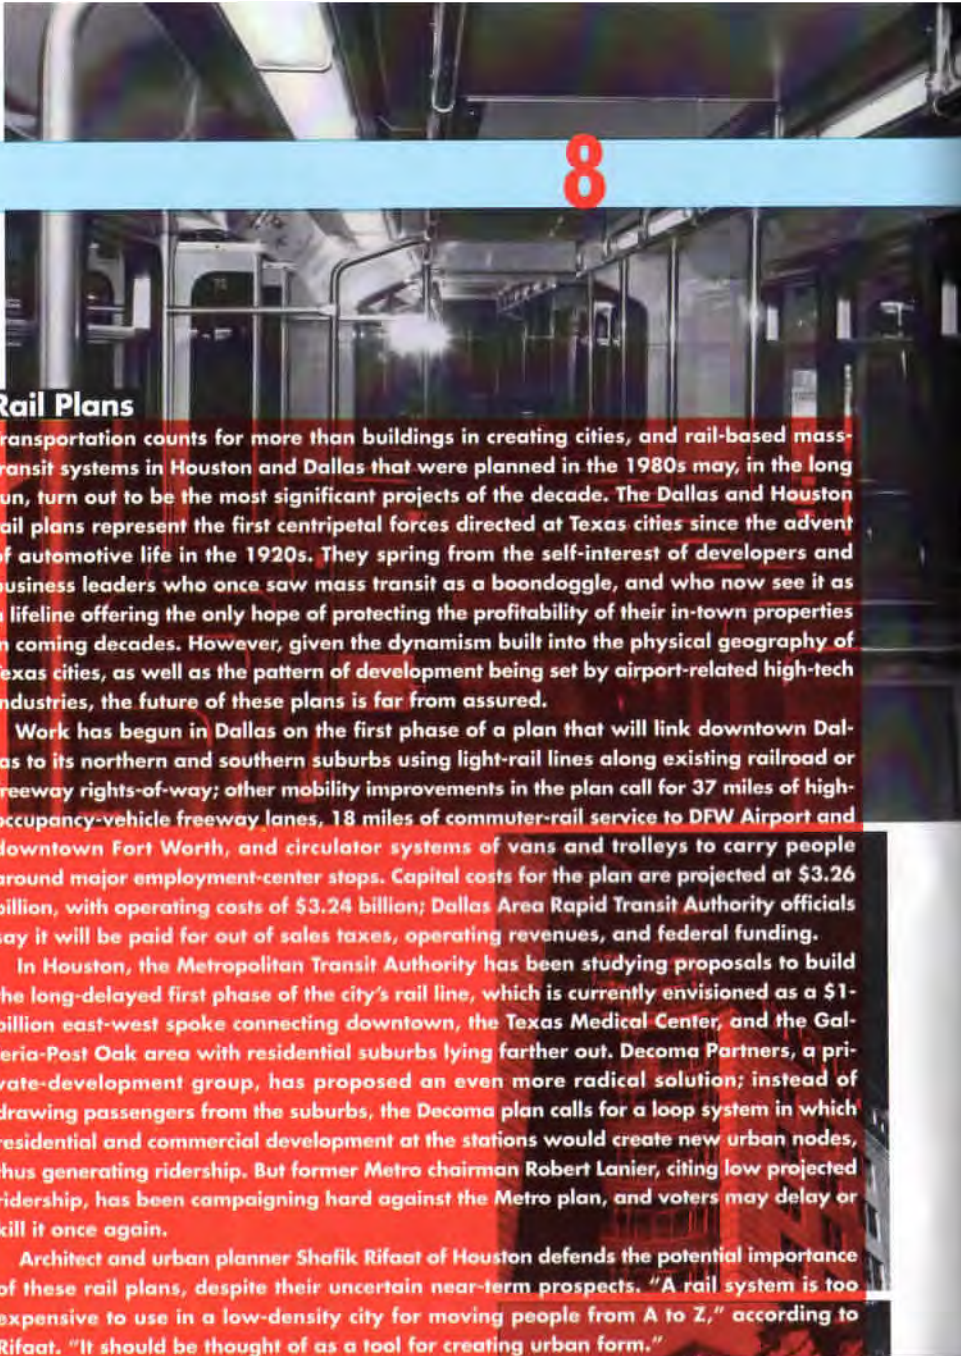 8
Rail Plans
Transportation counts for more than buildings in creating cities, and rail-based mass-
transit systems in Houston and Dallas that were planned in the 1980s may, in the long
run, turn out to be the most significant projects of the decade. The Dallas and Houston
rail plans represent the first centripetal forces directed at Texas cities since the advent
of automotive life in the 1920s. They spring from the self-interest of developers and
business leaders who once saw mass transit as a boondoggle, and who now see it as
a lifeline offering the only hope of protecting the profitability of their in-town properties
in coming decades. However, given the dynamism built into the physical geography of
Texas cities, as well as the pattern of development being set by airport-related high-tech
industries, the future of these plans is far from assured.
Work has begun in Dallas on the first phase of a plan that will link downtown Dal-
las to its northern and southern suburbs using light-rail lines along existing railroad or
freeway rights-of-way; other mobility improvements in the plan call for 37 miles of high-
occupancy-vehicle freeway lanes, 18 miles of commuter-rail service to DFW Airport and
downtown Fort Worth, and circulator systems of vans and trolleys to carry people
around major employment-center stops. Capital costs for the plan are projected at $3.26
billion, with operating costs of $3.24 billion; Dallas Area Rapid Transit Authority officials
say it will be paid for out of sales taxes, operating revenues, and federal funding.
In Houston, the Metropolitan Transit Authority has been studying proposals to build
the long-delayed first phase of the city's rail line, which is currently envisioned as a $1-
billion east-west spoke connecting downtown, the Texas Medical Center, and the Gal-
leria-Post Oak area with residential suburbs lying farther out. Decoma Partners, a pri-
vate-development group, has proposed an even more radical solution; instead of
drawing passengers from the suburbs, the Decoma plan calls for a loop system in which
residential and commercial development at the stations would create new urban nodes,
thus generating ridership. But former Metro chairman Robert Lanier, citing low projected
ridership, has been campaigning hard against the Metro plan, and voters may delay or
kill it once again.
Architect and urban planner Shafik Rifaat of Houston defends the potential importance
of these rail plans, despite their uncertain near-term prospects. "A rail system is too
expensive to use in a low-density city for moving people from A to Z," according to
Rifaat. "It should be thought of as a tool for creating urban form."